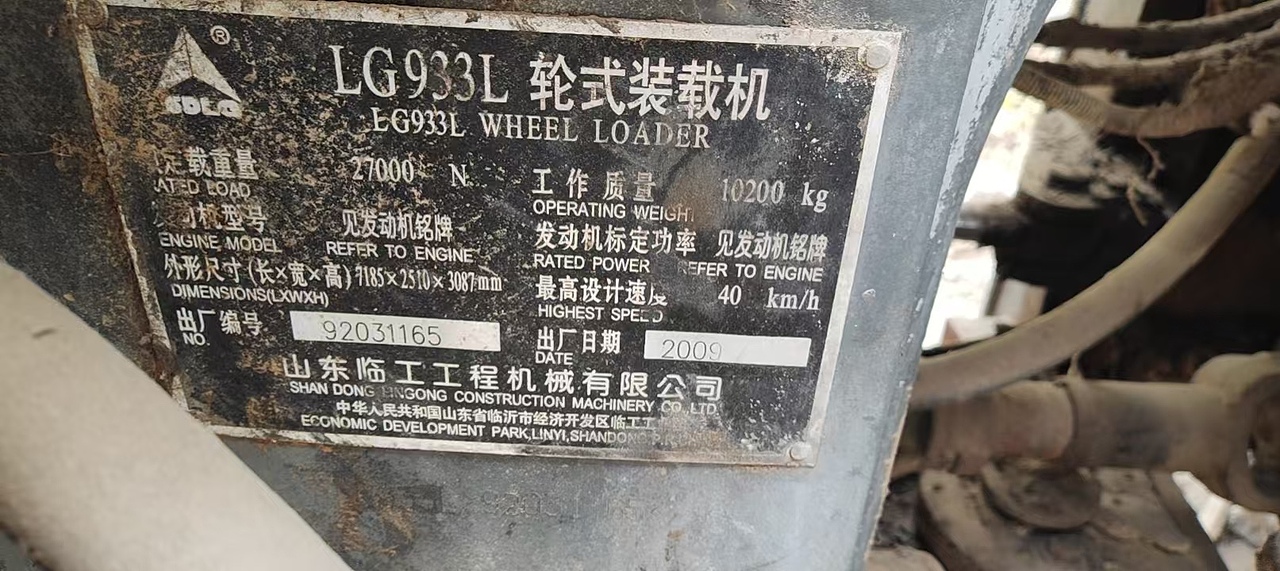 ®
SDLG
LG933L 轮式装载机
LG933L WHEEL LOADER
定载重量 27000 N
ATED LOAD
工作质量 10200 kg
OPERATING WEIGHT
机型号 见发动机铭牌
ENGINE MODEL REFER TO ENGINE
发动机标定功率 见发动机铭牌
RATED POWER REFER TO ENGINE
外形尺寸(长×宽×高) 7185×2510×3087mm
DIMENSIONS(LXWXH)
最高设计速度 40 km/h
HIGHEST SPEED
出厂编号 92031165
NO.
出厂日期 2009
DATE
山东临工工程机械有限公司
SHAN DONG LINGONG CONSTRUCTION MACHINERY CO.,LTD.
中华人民共和国山东省临沂市经济开发区临工工
ECONOMIC DEVELOPMENT PARK,LINYI,SHANDONG